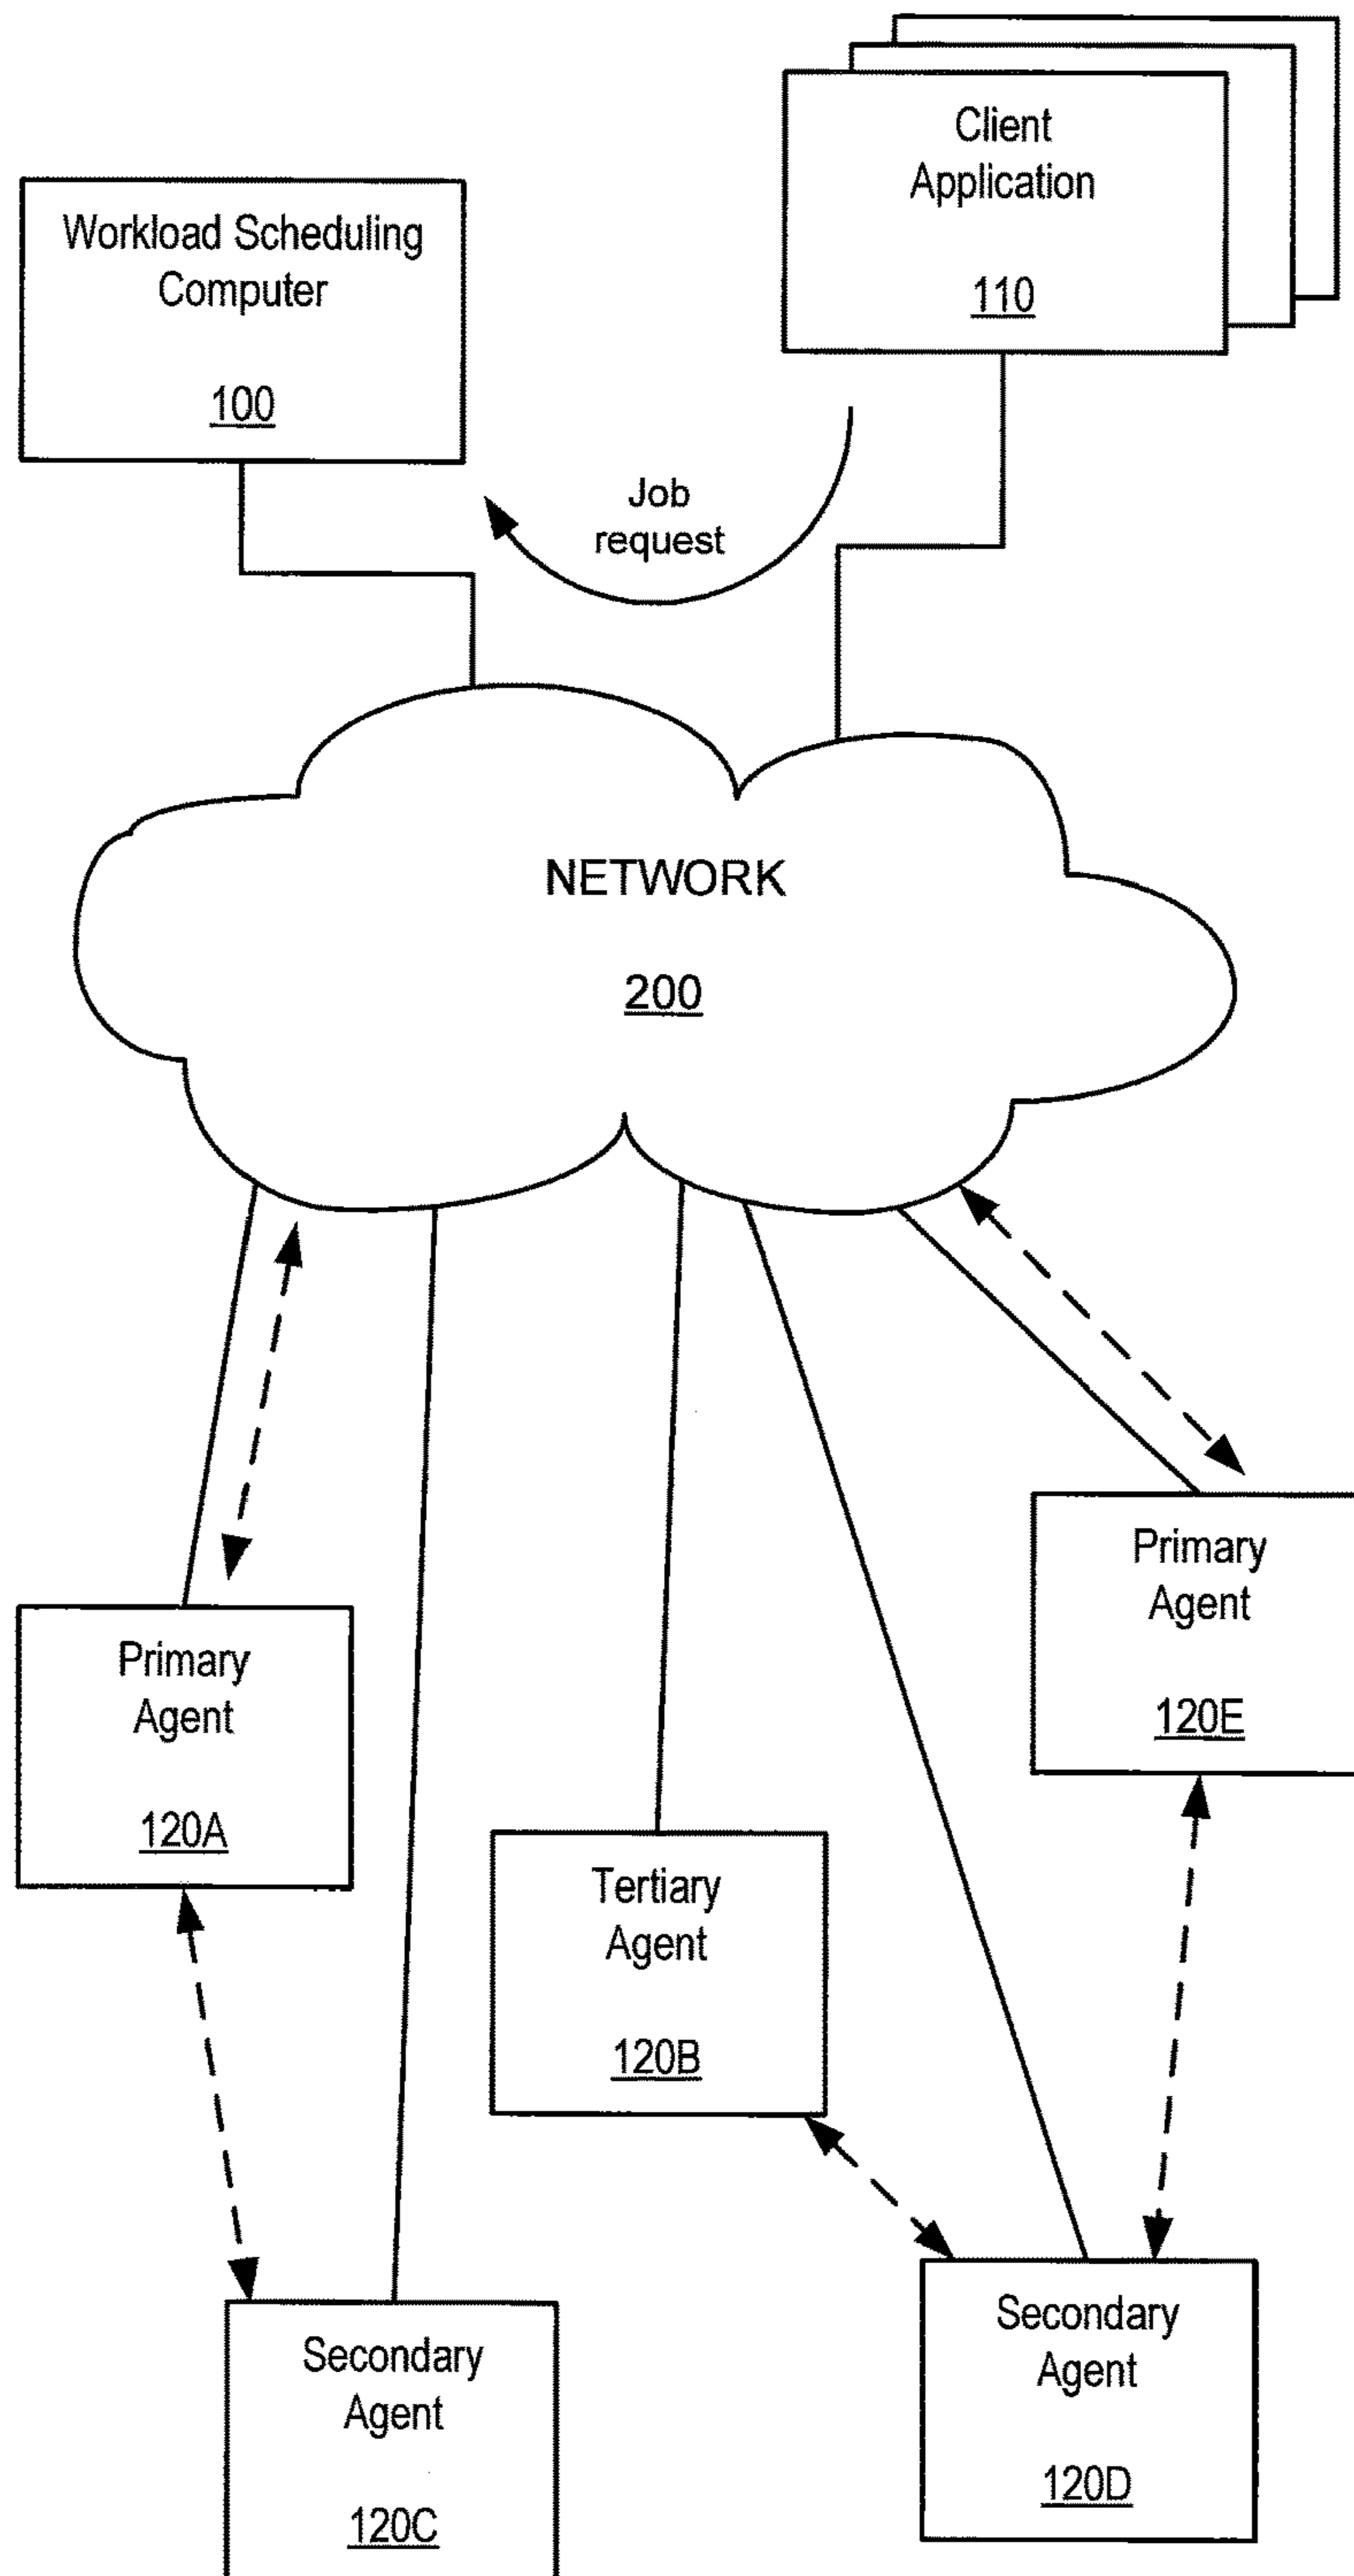 Client
Application
110
Workload Scheduling
Computer
100
Job
request
NETWORK
200
Primary
Agent
120E
Primary
Agent
120A
Tertiary
Agent
120B
Secondary
Agent
120D
Secondary
Agent
120C